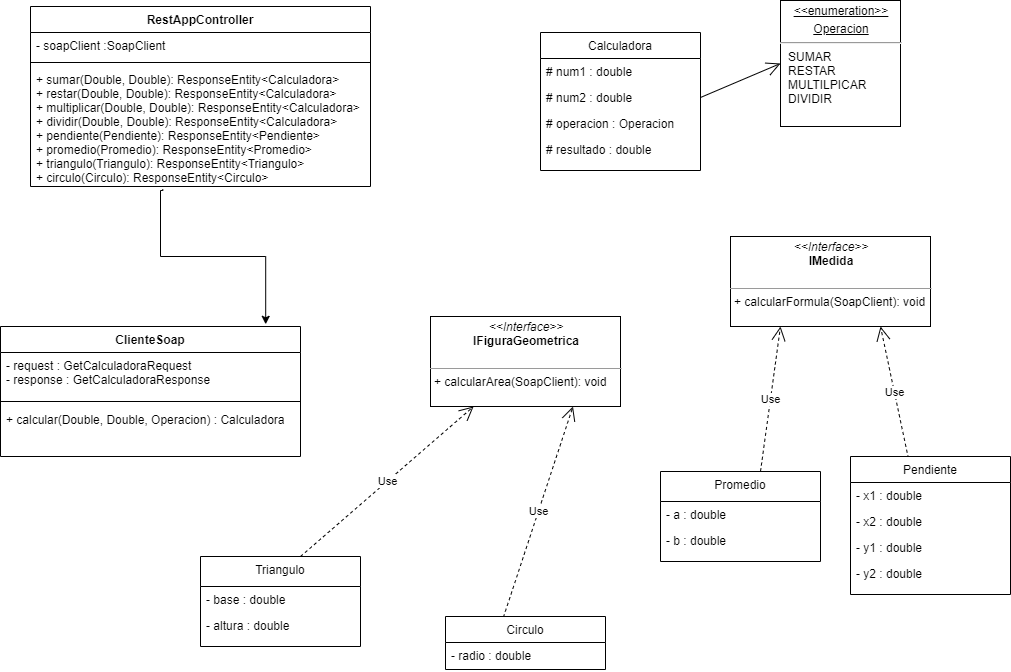 RestAppController
- soapClient :SoapClient
+ sumar(Double, Double): ResponseEntity<Calculadora>
+ restar(Double, Double): ResponseEntity<Calculadora>
+ multiplicar(Double, Double): ResponseEntity<Calculadora>
+ dividir(Double, Double): ResponseEntity<Calculadora>
+ pendiente(Pendiente): ResponseEntity<Pendiente>
+ promedio(Promedio): ResponseEntity<Promedio>
+ triangulo(Triangulo): ResponseEntity<Triangulo>
+ circulo(Circulo): ResponseEntity<Circulo>
Calculadora
# num1 : double
# num2 : double
# operacion : Operacion
# resultado : double
<<enumeration>>
Operacion
SUMAR
RESTAR
MULTILPICAR
DIVIDIR
ClienteSoap
- request : GetCalculadoraRequest
- response : GetCalculadoraResponse
+ calcular(Double, Double, Operacion) : Calculadora
<<Interface>>
IFiguraGeometrica
+ calcularArea(SoapClient): void
<<Interface>>
IMedida
+ calcularFormula(SoapClient): void
Use
Use
Use
Use
Triangulo
- base : double
- altura : double
Circulo
- radio : double
Promedio
- a : double
- b : double
Pendiente
- x1 : double
- x2 : double
- y1 : double
- y2 : double